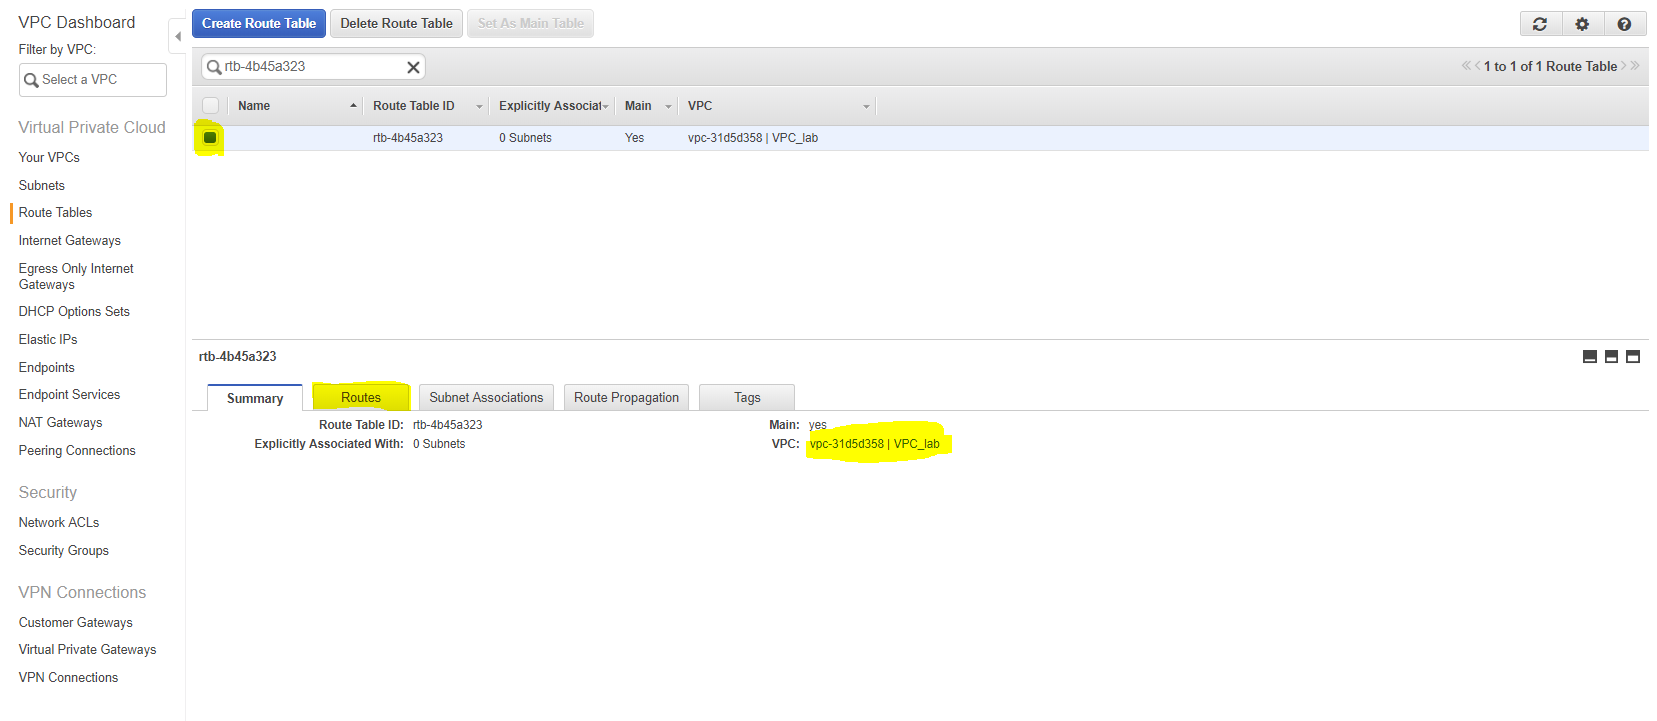 VPC Dashboard
Filter by VPC:
Select a VPC
Virtual Private Cloud
Your VPCs
Subnets
Route Tables
Internet Gateways
Egress Only Internet
Gateways
DHCP Options Sets
Elastic IPs
Endpoints
Endpoint Services
NAT Gateways
Peering Connections
Security
Network ACLs
Security Groups
VPN Connections
Customer Gateways
Virtual Private Gateways
VPN Connections
Create Route Table Delete Route Table Set As Main Table
rtb-4b45a323 1 to 1 of 1 Route Table
Name Route Table ID Explicitly Associat Main VPC
rtb-4b45a323 0 Subnets Yes vpc-31d5d358 | VPC_lab
rtb-4b45a323
Summary Routes Subnet Associations Route Propagation Tags
Route Table ID: rtb-4b45a323 Main: yes
Explicitly Associated With: 0 Subnets VPC: vpc-31d5d358 | VPC_lab